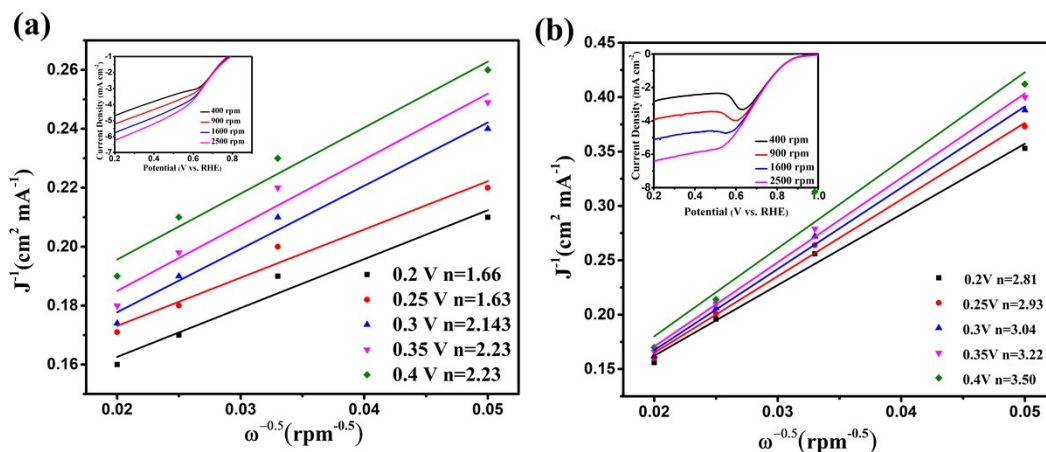 (a)
J⁻¹(cm² mA⁻¹)
0.26
0.24
0.22
0.20
0.18
0.16
0.02
0.03
0.04
0.05
ω⁻⁰·⁵(rpm⁻⁰·⁵)
Current Density (mA cm⁻²)
-1
-2
-3
-4
-5
-6
-7
0.2
0.4
0.6
0.8
Potential (V vs. RHE)
400 rpm
900 rpm
1600 rpm
2500 rpm
0.2 V n=1.66
0.25 V n=1.63
0.3 V n=2.143
0.35 V n=2.23
0.4 V n=2.23
(b)
J⁻¹(cm² mA⁻¹)
0.45
0.40
0.35
0.30
0.25
0.20
0.15
0.02
0.03
0.04
0.05
ω⁻⁰·⁵(rpm⁻⁰·⁵)
Current Density (mA cm⁻²)
0
-2
-4
-6
-8
0.2
0.4
0.6
0.8
1.0
Potential (V vs. RHE)
400 rpm
900 rpm
1600 rpm
2500 rpm
0.2V n=2.81
0.25V n=2.93
0.3V n=3.04
0.35V n=3.22
0.4V n=3.50